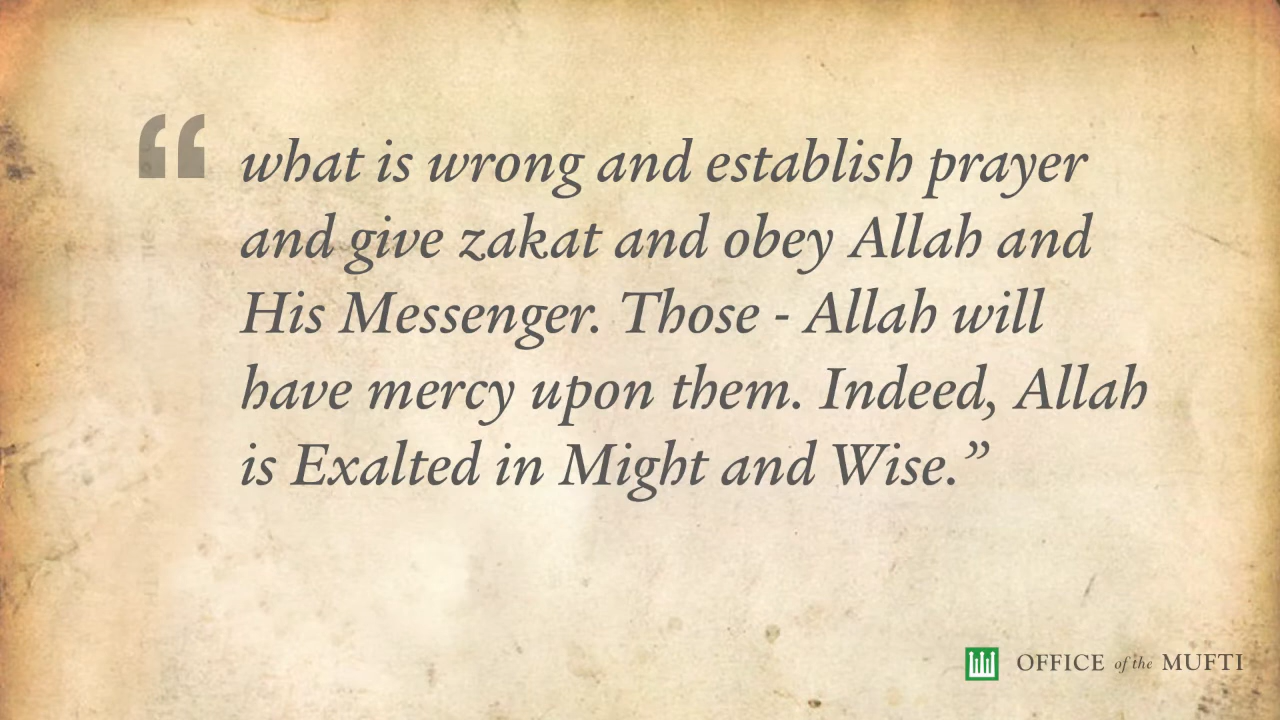 “ what is wrong and establish prayer
and give zakat and obey Allah and
His Messenger. Those - Allah will
have mercy upon them. Indeed, Allah
is Exalted in Might and Wise.”
OFFICE of the MUFTI